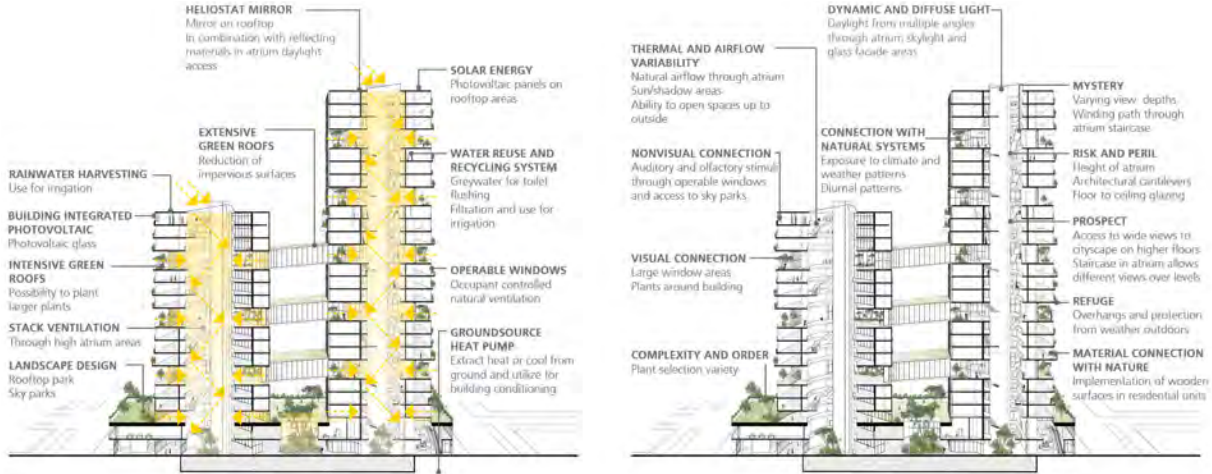 HELIOSTAT MIRROR
Mirror on rooftop
In combination with reflecting
materials in atrium daylight
access
SOLAR ENERGY
Photovoltaic panels on
rooftop areas
EXTENSIVE
GREEN ROOFS
Reduction of
impervious surfaces
WATER REUSE AND
RECYCLING SYSTEM
Greywater for toilet
flushing
Filtration and use for
irrigation
RAINWATER HARVESTING
Use for irrigation
BUILDING INTEGRATED
PHOTOVOLTAIC
Photovoltaic glass
INTENSIVE GREEN
ROOFS
Possibility to plant
larger plants
OPERABLE WINDOWS
Occupant controlled
natural ventilation
STACK VENTILATION
Through high atrium areas
GROUNDSOURCE
HEAT PUMP
Extract heat or cool from
ground and utilize for
building conditioning
LANDSCAPE DESIGN
Rooftop park
Sky parks
DYNAMIC AND DIFFUSE LIGHT
Daylight from multiple angles
through atrium skylight and
glass facade areas
THERMAL AND AIRFLOW
VARIABILITY
Natural airflow through atrium
Sun/shadow areas
Ability to open spaces up to
outside
MYSTERY
Varying view depths
Winding path through
atrium staircase
CONNECTION WITH
NATURAL SYSTEMS
Exposure to climate and
weather patterns
Diurnal patterns
NONVISUAL CONNECTION
Auditory and olfactory stimuli
through operable windows
and access to sky parks
RISK AND PERIL
Height of atrium
Architectural cantilevers
Floor to ceiling glazing
PROSPECT
Access to wide views to
cityscape on higher floors
Staircase in atrium allows
different views over levels
VISUAL CONNECTION
Large window areas
Plants around building
REFUGE
Overhangs and protection
from weather outdoors
COMPLEXITY AND ORDER
Plant selection variety
MATERIAL CONNECTION
WITH NATURE
Implementation of wooden
surfaces in residential units